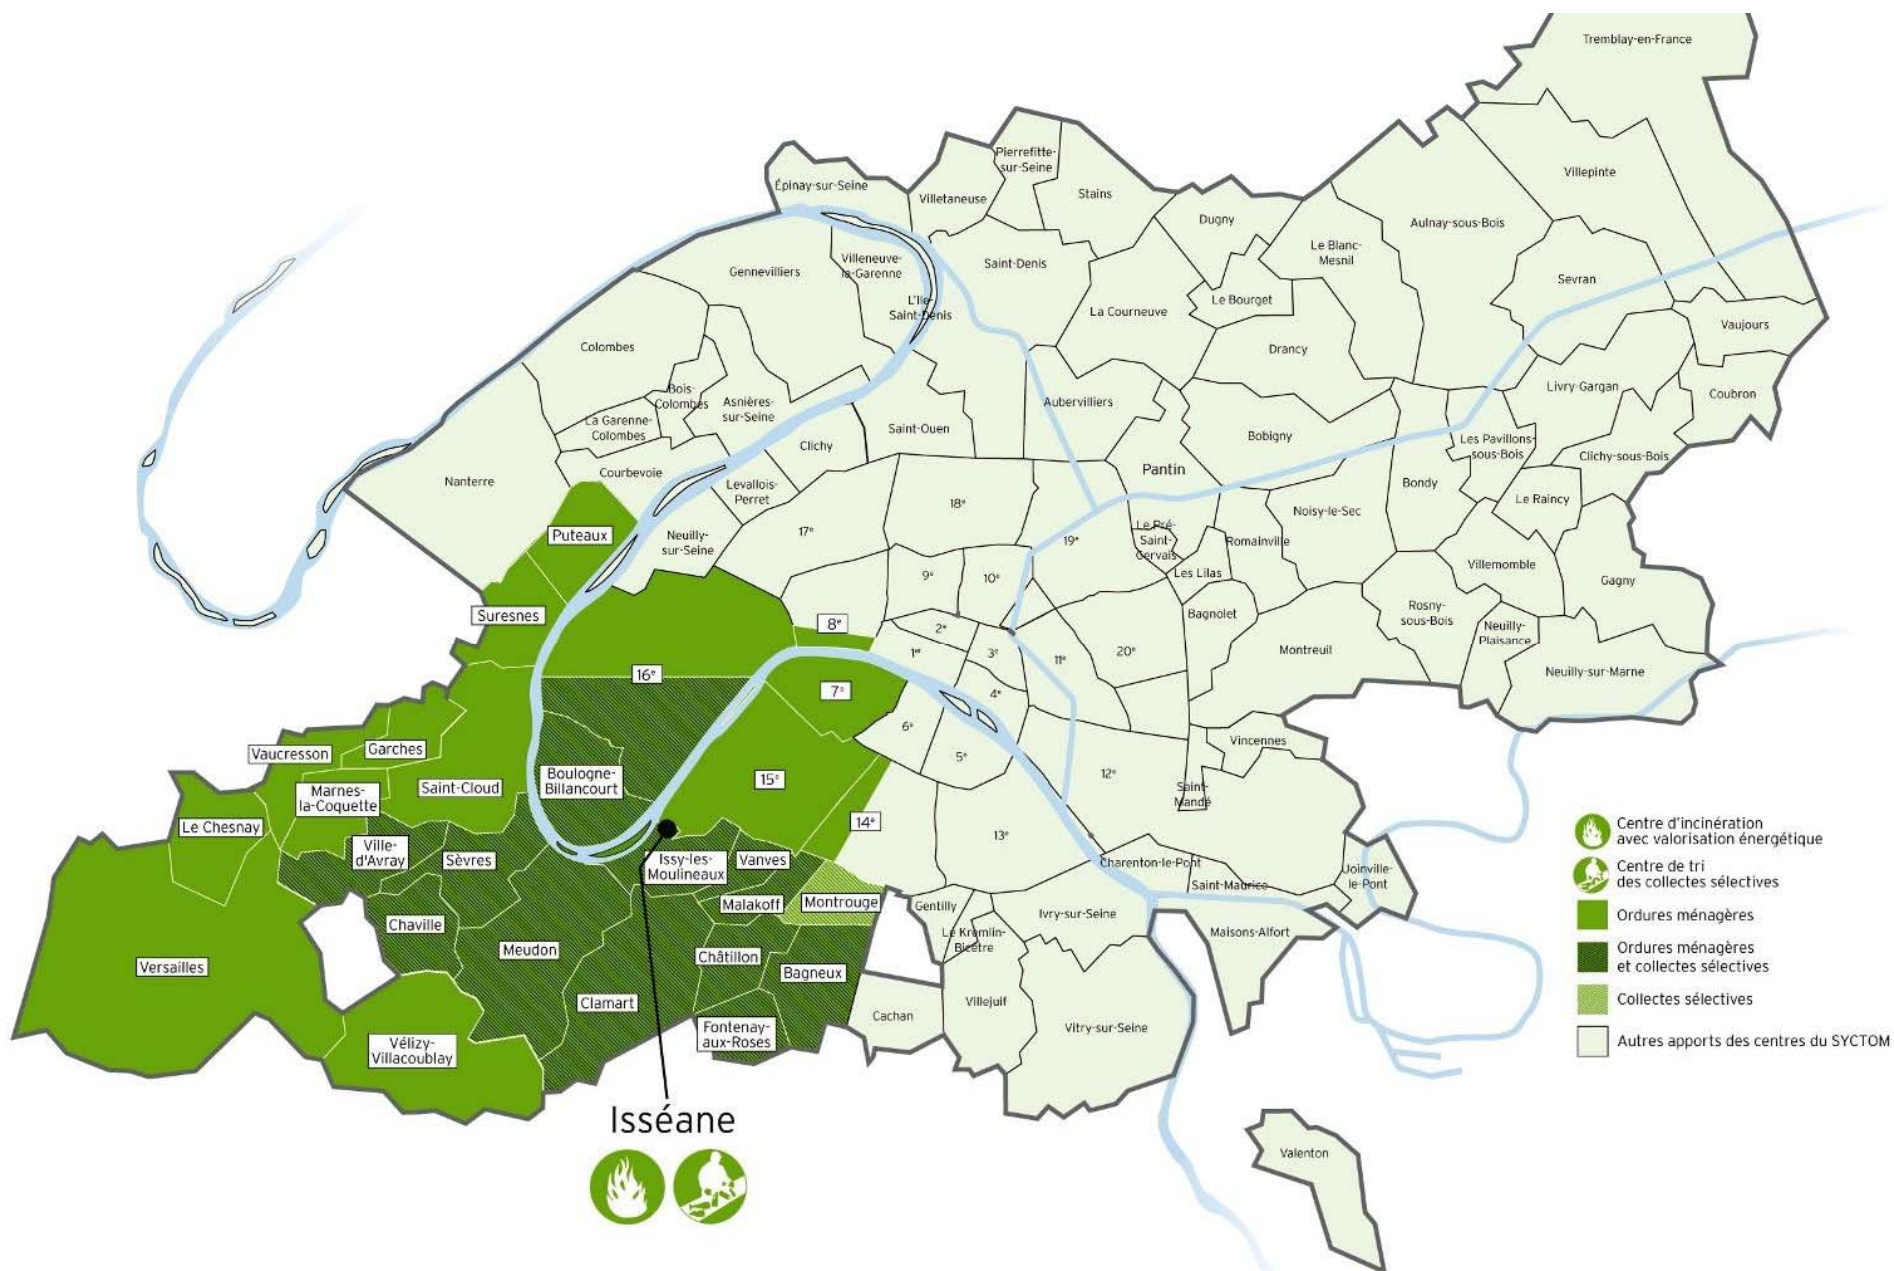 Tremblay-en-France
Pierrefitte-
sur-Seine
Villepinte
Épinay-sur-Seine
Villetaneuse
Stains
Dugny
Aulnay-sous-Bois
Le Blanc-
Mesnil
Villeneuve-
la-Garenne
Saint-Denis
Gennevilliers
Sevran
L'Ile-
Saint-Denis
Le Bourget
La Courneuve
Vaujours
Colombes
Drancy
Bois-
Colombes
Livry-Gargan
Coubron
Asnières-
sur-Seine
Aubervilliers
La Garenne-
Colombes
Saint-Ouen
Bobigny
Clichy
Les Pavillons-
sous-Bois
Clichy-sous-Bois
Courbevoie
Pantin
Nanterre
Levallois-
Perret
Bondy
Le Raincy
18e
Noisy-le-Sec
17e
Puteaux
Neuilly-
sur-Seine
Le Pré-
Saint-
Gervais
19e
Romainville
Villemomble
9e
10e
Les Lilas
Gagny
Suresnes
Bagnolet
Rosny-
sous-Bois
8e
2e
Neuilly-
Plaisance
1er
3e
11e
20e
Montreuil
16e
Neuilly-sur-Marne
7e
4e
6e
Vaucresson
Garches
Vincennes
5e
Boulogne-
Billancourt
15e
12e
Saint-Cloud
Marnes-
la-Coquette
Saint-
Mandé
Le Chesnay
14e
13e
Ville-
d'Avray
Sèvres
Issy-les-
Moulineaux
Vanves
Charenton-le-Pont
Joinville-
le-Pont
Saint-Maurice
Malakoff
Montrouge
Gentilly
Ivry-sur-Seine
Chaville
Le Kremlin-
Bicêtre
Maisons-Alfort
Meudon
Châtillon
Versailles
Bagneux
Clamart
Villejuif
Cachan
Fontenay-
aux-Roses
Vitry-sur-Seine
Vélizy-
Villacoublay
Valenton
Isséane
Centre d'incinération
avec valorisation énergétique
Centre de tri
des collectes sélectives
Ordures ménagères
Ordures ménagères
et collectes sélectives
Collectes sélectives
Autres apports des centres du SYCTOM